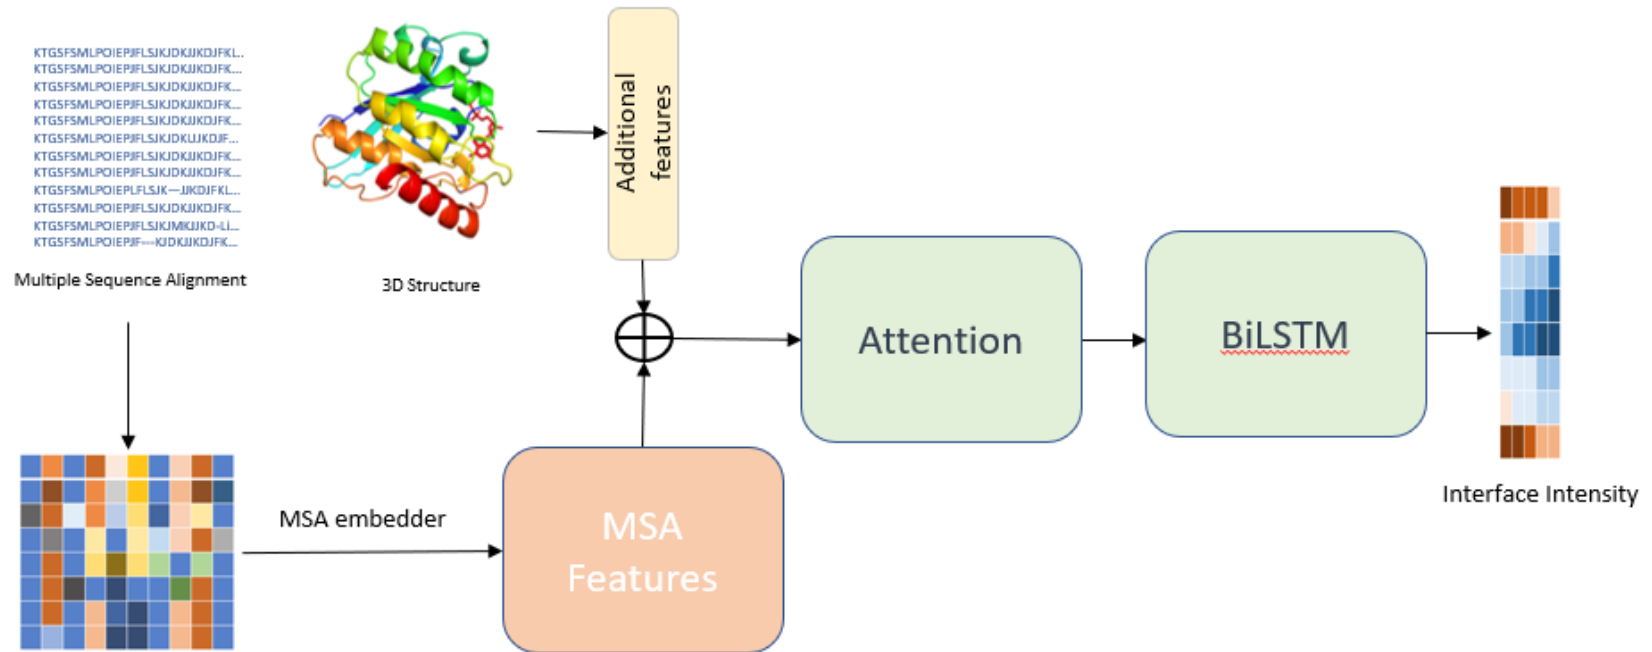 KTGSFSMLPOIEPJFLSJKJDKJJKDJFKL...
KTGSFSMLPOIEPJFLSJKJDKJJKDJFK...
KTGSFSMLPOIEPJFLSJKJDKJJKDJFK...
KTGSFSMLPOIEPJFLSJKJDKJJKDJFK...
KTGSFSMLPOIEPJFLSJKJDKJJKDJFK...
KTGSFSMLPOIEPJFLSJKJDKUJKDJF...
KTGSFSMLPOIEPJFLSJKJDKJJKDJFK...
KTGSFSMLPOIEPJFLSJKJDKJJKDJFK...
KTGSFSMLPOIEPLFLSJK—JJKDJFKL...
KTGSFSMLPOIEPJFLSJKJDKJJKDJFK...
KTGSFSMLPOIEPJFLSJKJMKJJKD-Li...
KTGSFSMLPOIEPJF---KJDKJJKDJFK...
Multiple Sequence Alignment
3D Structure
Additional
features
Attention
BiLSTM
Interface Intensity
MSA embedder
MSA
Features